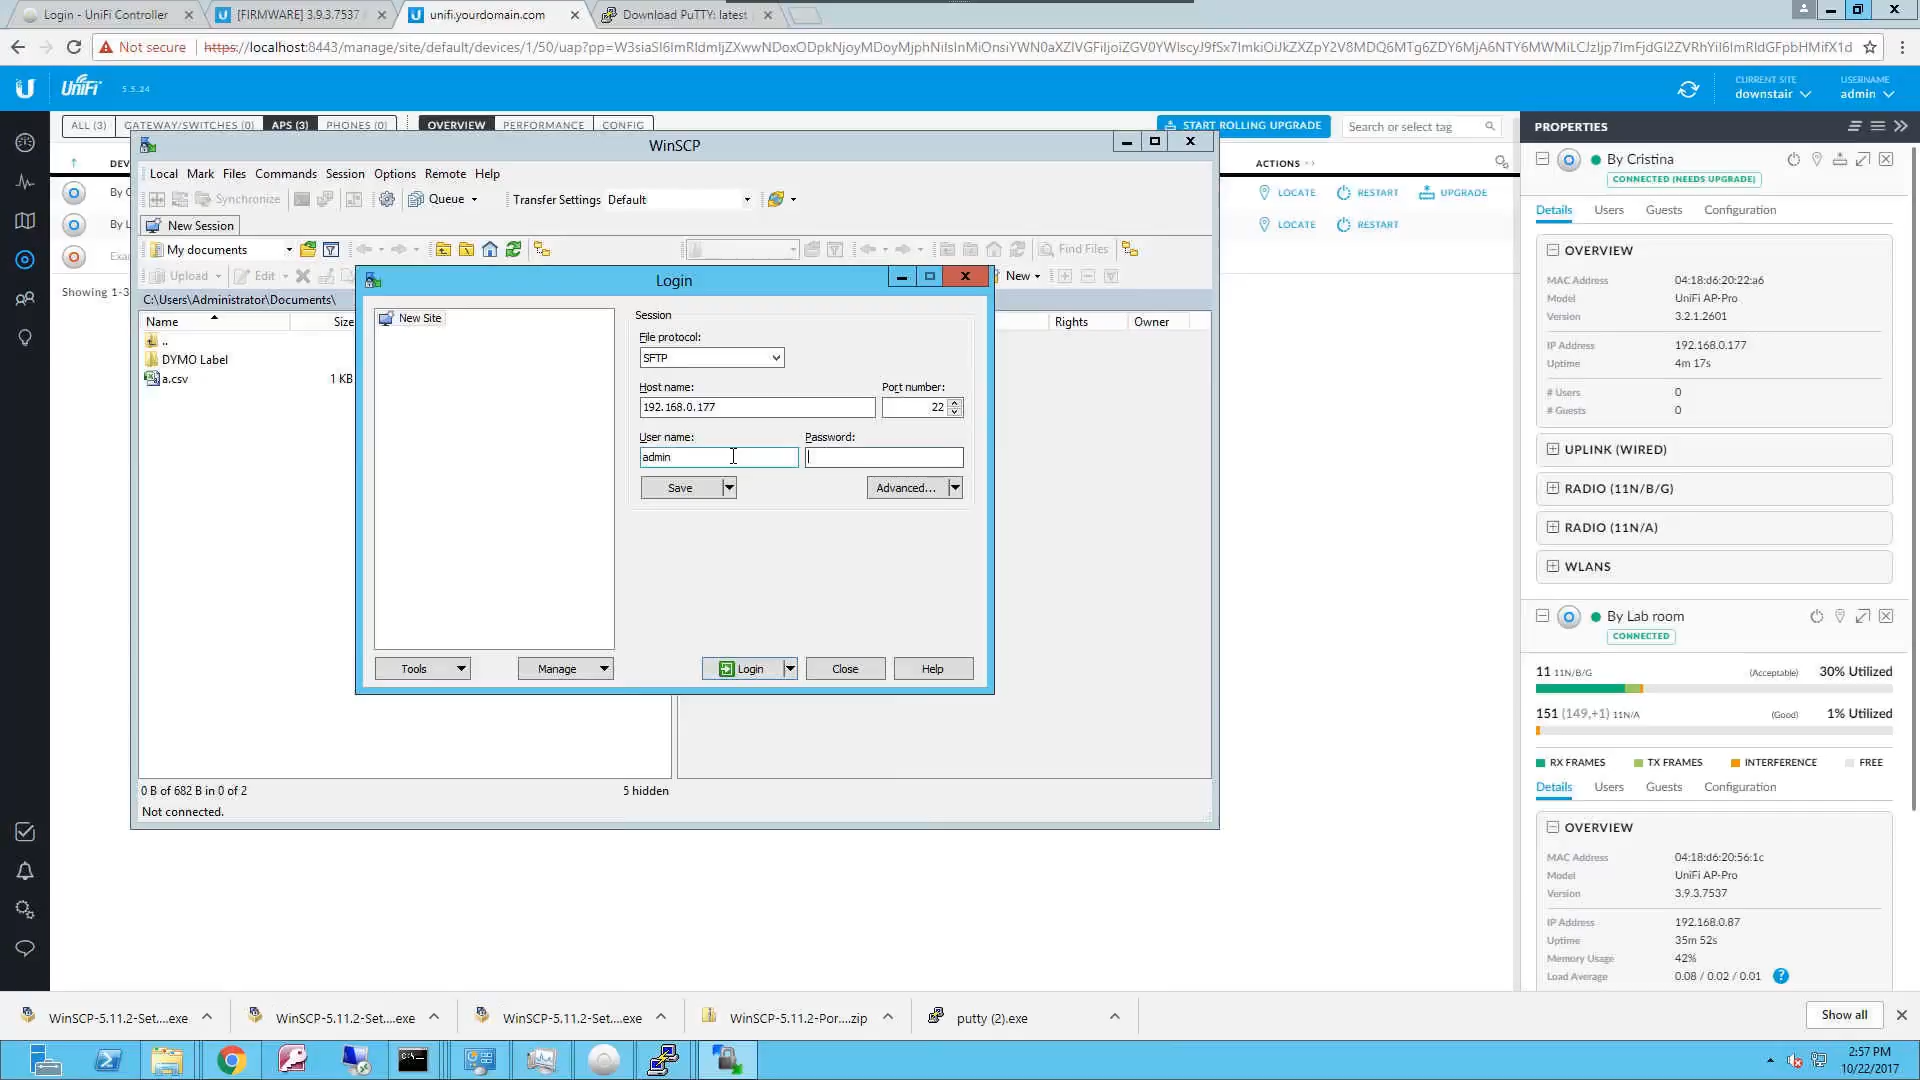 Login - UniFi Controller
[FIRMWARE] 3.9.3.7537
unifi.yourdomain.com
Download PuTTY: latest
Not secure
UniFi
5.5.24
CURRENT SITE
downstair
USERNAME
admin
ALL (3)
GATEWAY/SWITCHES (0)
APS (3)
PHONES (0)
OVERVIEW
PERFORMANCE
CONFIG
START ROLLING UPGRADE
Search or select tag
DEV
ACTIONS
By C
LOCATE
RESTART
UPGRADE
By L
LOCATE
RESTART
Exa
Showing 1-3
WinSCP
Local Mark Files Commands Session Options Remote Help
Synchronize
Queue
Transfer Settings Default
New Session
My documents
Find Files
Upload
Edit
New
C:\Users\Administrator\Documents\
Name
Size
Rights
Owner
..
DYMO Label
a.csv
1 KB
0 B of 682 B in 0 of 2
5 hidden
Not connected.
Login
New Site
Session
File protocol:
SFTP
Host name:
Port number:
192.168.0.177
22
User name:
Password:
admin
Save
Advanced...
Tools
Manage
Login
Close
Help
PROPERTIES
By Cristina
CONNECTED (NEEDS UPGRADE)
Details Users Guests Configuration
OVERVIEW
MAC Address 04:18:d6:20:22:a6
Model UniFi AP-Pro
Version 3.2.1.2601
IP Address 192.168.0.177
Uptime 4m 17s
# Users 0
# Guests 0
UPLINK (WIRED)
RADIO (11N/B/G)
RADIO (11N/A)
WLANS
By Lab room
CONNECTED
11 11N/B/G (Acceptable) 30% Utilized
151 (149,+1) 11N/A (Good) 1% Utilized
RX FRAMES TX FRAMES INTERFERENCE FREE
Details Users Guests Configuration
OVERVIEW
MAC Address 04:18:d6:20:56:1c
Model UniFi AP-Pro
Version 3.9.3.7537
IP Address 192.168.0.87
Uptime 35m 52s
Memory Usage 42%
Load Average 0.08 / 0.02 / 0.01
WinSCP-5.11.2-Set....exe
WinSCP-5.11.2-Set....exe
WinSCP-5.11.2-Set....exe
WinSCP-5.11.2-Por....zip
putty (2).exe
Show all
2:57 PM
10/22/2017